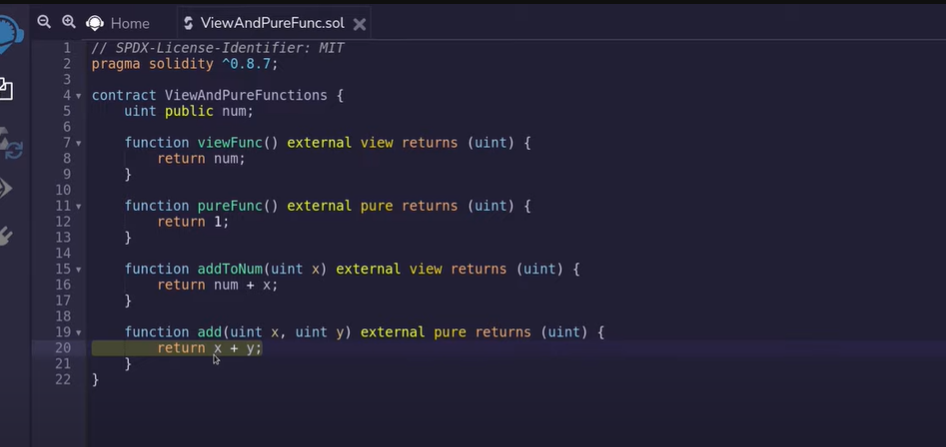 Home
ViewAndPureFunc.sol
1 // SPDX-License-Identifier: MIT
2 pragma solidity ^0.8.7;
3
4 contract ViewAndPureFunctions {
5     uint public num;
6
7     function viewFunc() external view returns (uint) {
8         return num;
9     }
10
11     function pureFunc() external pure returns (uint) {
12         return 1;
13     }
14
15     function addToNum(uint x) external view returns (uint) {
16         return num + x;
17     }
18
19     function add(uint x, uint y) external pure returns (uint) {
20         return x + y;
21     }
22 }